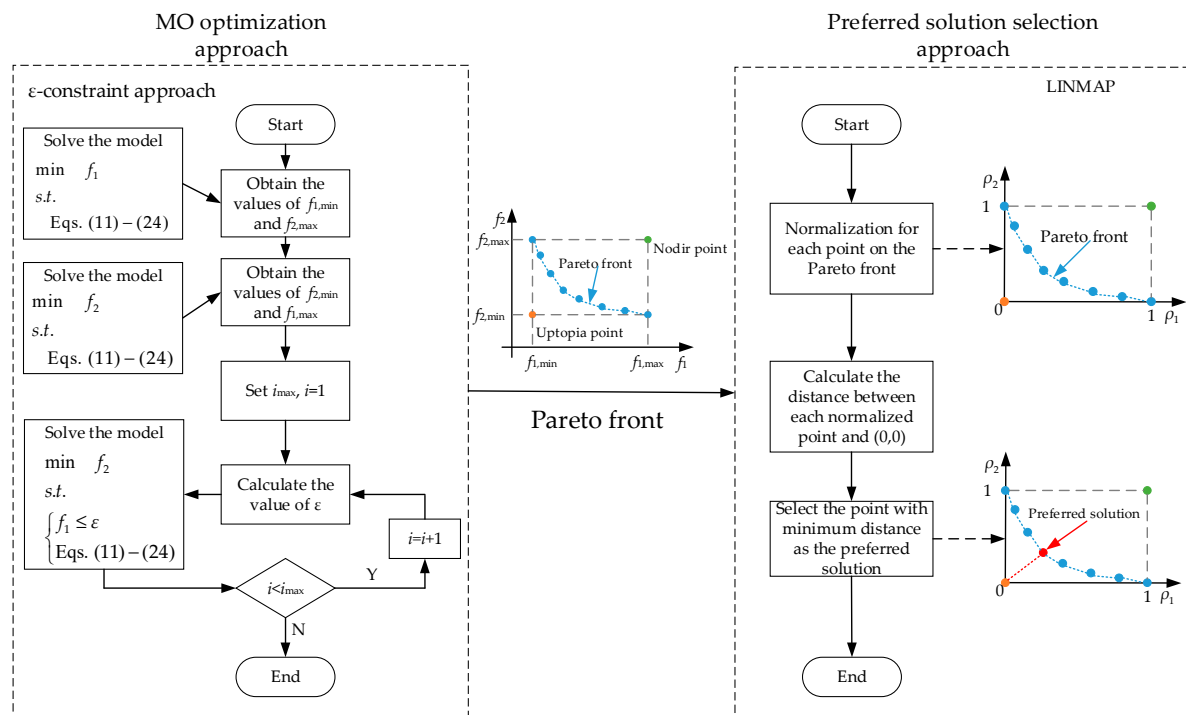 MO optimization
approach
ε-constraint approach
Start
Solve the model
min f₁
s.t.
Eqs. (11) – (24)
Obtain the
values of f₁,min
and f₂,max
Solve the model
min f₂
s.t.
Eqs. (11) – (24)
Obtain the
values of f₂,min
and f₁,max
Set imax, i=1
Solve the model
min f₂
s.t.
{f₁ ≤ ε
Eqs. (11) – (24)
Calculate the
value of ε
i=i+1
i<imax
Y
N
End
f₂
f₂,max
Nodir point
Pareto front
f₂,min
Uptopia point
f₁,min
f₁,max
f₁
Pareto front
Preferred solution selection
approach
LINMAP
Start
Normalization for
each point on the
Pareto front
ρ₂
1
Pareto front
0
1
ρ₁
Calculate the
distance between
each normalized
point and (0,0)
Select the point with
minimum distance
as the preferred
solution
ρ₂
1
Preferred solution
0
1
ρ₁
End